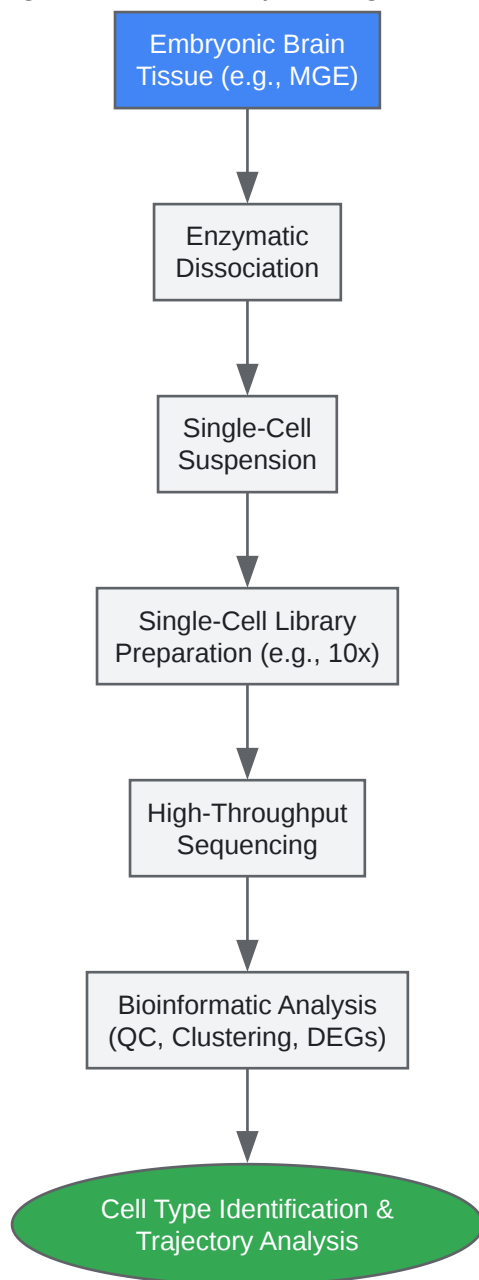 Embryonic Brain
Tissue (e.g., MGE)
Enzymatic
Dissociation
Single-Cell
Suspension
Single-Cell Library
Preparation (e.g., 10x)
High-Throughput
Sequencing
Bioinformatic Analysis
(QC, Clustering, DEGs)
Cell Type Identification &
Trajectory Analysis